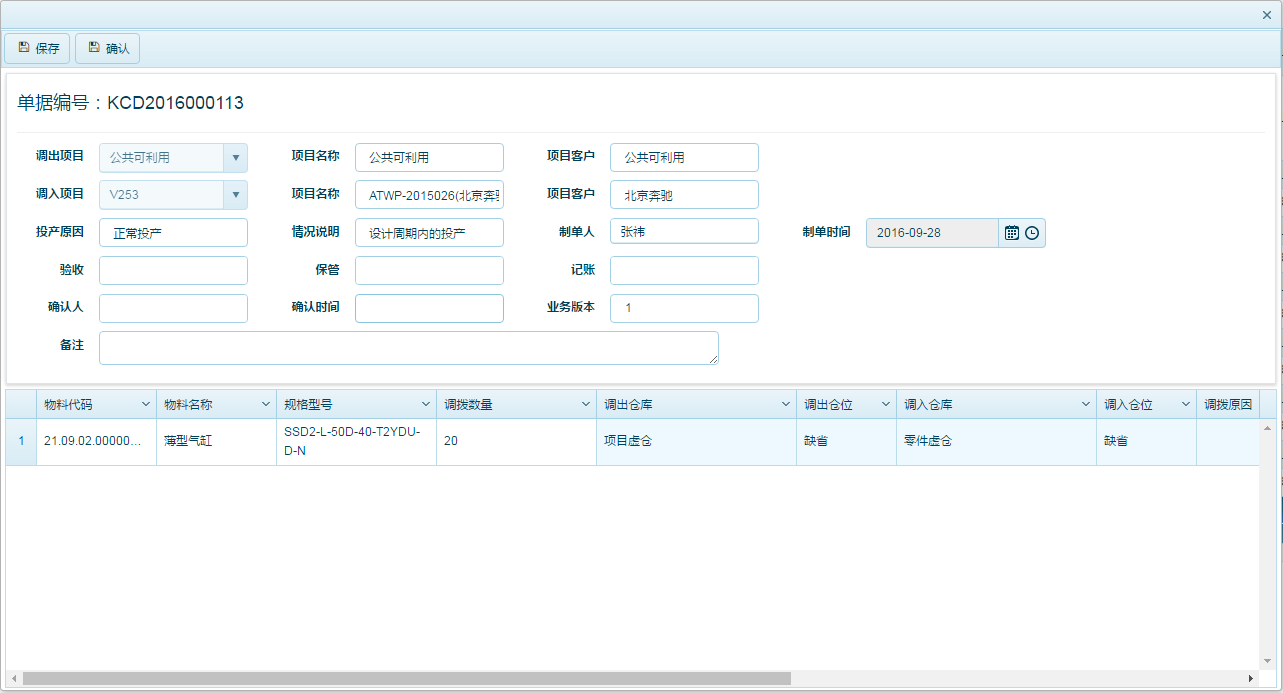 保存 确认
单据编号：KCD2016000113
调出项目 公共可利用 项目名称 公共可利用 项目客户 公共可利用
调入项目 V253 项目名称 ATWP-2015026(北京奔驰 项目客户 北京奔驰
投产原因 正常投产 情况说明 设计周期内的投产 制单人 张祎 制单时间 2016-09-28
验收 保管 记账
确认人 确认时间 业务版本 1
备注
物料代码 物料名称 规格型号 调拨数量 调出仓库 调出仓位 调入仓库 调入仓位 调拨原因
1 21.09.02.00000... 薄型气缸 SSD2-L-50D-40-T2YDU-D-N 20 项目虚仓 缺省 零件虚仓 缺省